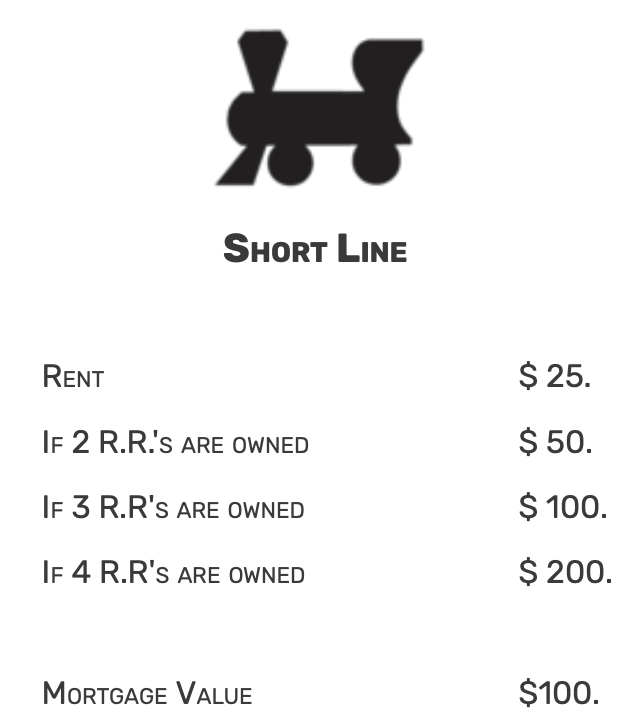 Short Line
Rent $ 25.
If 2 R.R.'s are owned $ 50.
If 3 R.R's are owned $ 100.
If 4 R.R's are owned $ 200.
Mortgage Value $100.